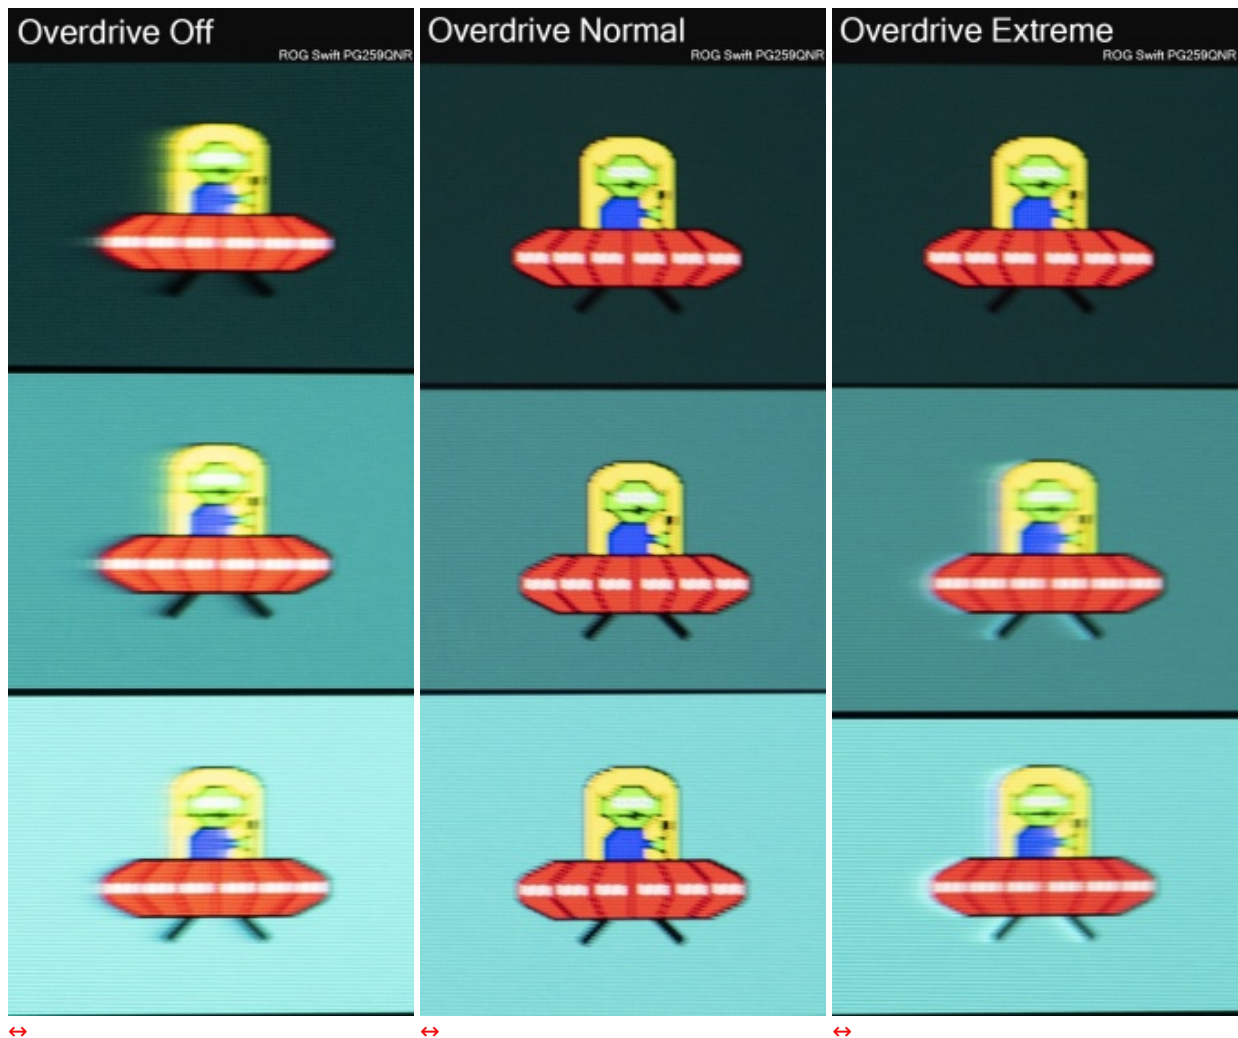 Overdrive Off
ROG Swift PG259QNR
Overdrive Normal
ROG Swift PG259QNR
Overdrive Extreme
ROG Swift PG259QNR